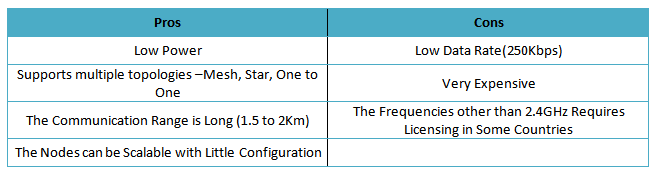 Pros Cons
Low Power Low Data Rate(250Kbps)
Supports multiple topologies –Mesh, Star, One to
One
Very Expensive
The Communication Range is Long (1.5 to 2Km)
The Frequencies other than 2.4GHz Requires
Licensing in Some Countries
The Nodes can be Scalable with Little Configuration